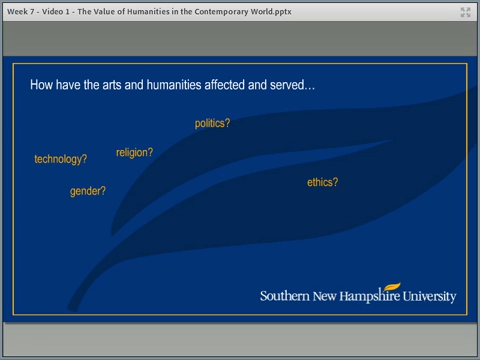 Week 7 - Video 1 - The Value of Humanities in the Contemporary World.pptx
How have the arts and humanities affected and served…
politics?
technology?
religion?
gender?
ethics?
Southern New Hampshire University